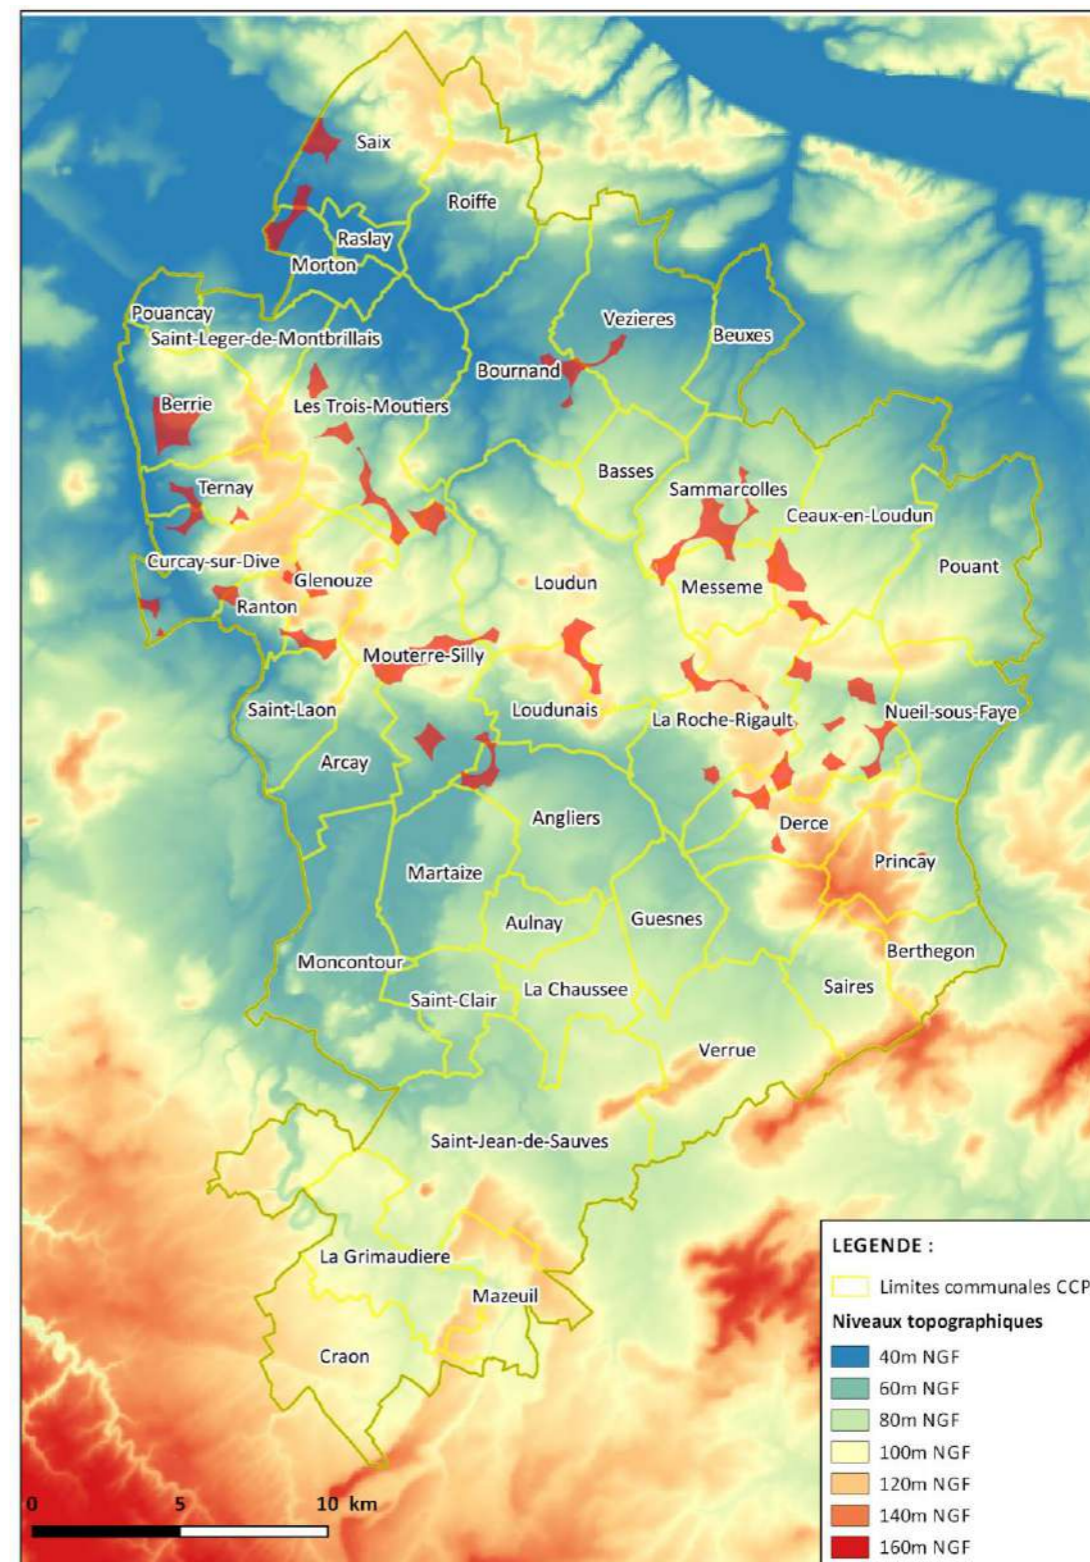 Saix
Roiffe
Raslay
Morton
Pouancay
Saint-Leger-de-Montbrillais
Vezieres
Beuxes
Bournand
Berrie
Les Trois-Moutiers
Basses
Ternay
Sammarcolles
Ceaux-en-Loudun
Curcay-sur-Dive
Glenouze
Loudun
Messeme
Pouant
Ranton
Mouterre-Silly
Saint-Laon
Loudunais
La Roche-Rigault
Nueil-sous-Faye
Arcay
Angliers
Derce
Princay
Martaize
Aulnay
Guesnes
Berthegon
Moncontour
Saint-Clair
La Chaussee
Saires
Verrue
Saint-Jean-de-Sauves
La Grimaudiere
Mazeuil
Craon
LEGENDE :
Limites communales CCP
Niveaux topographiques
40m NGF
60m NGF
80m NGF
100m NGF
120m NGF
140m NGF
160m NGF
0 5 10 km